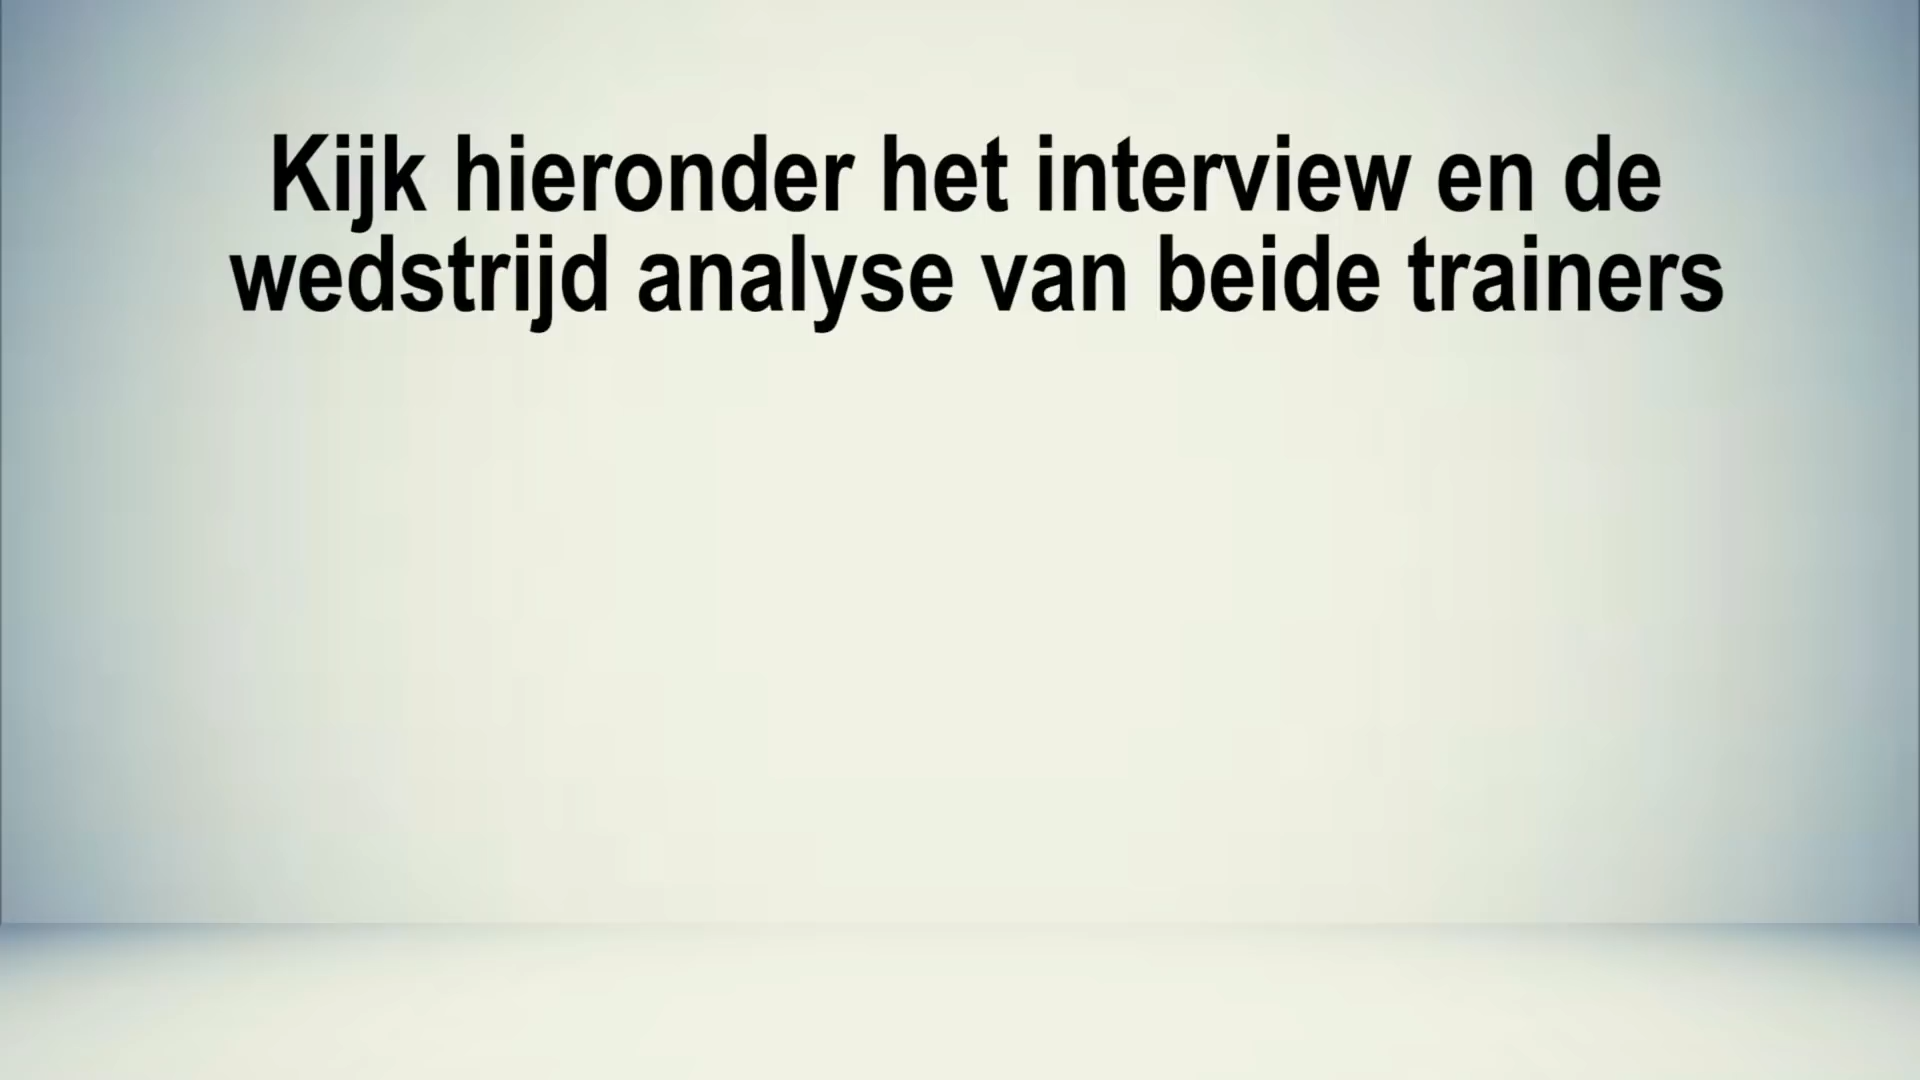 Kijk hieronder het interview en de
wedstrijd analyse van beide trainers